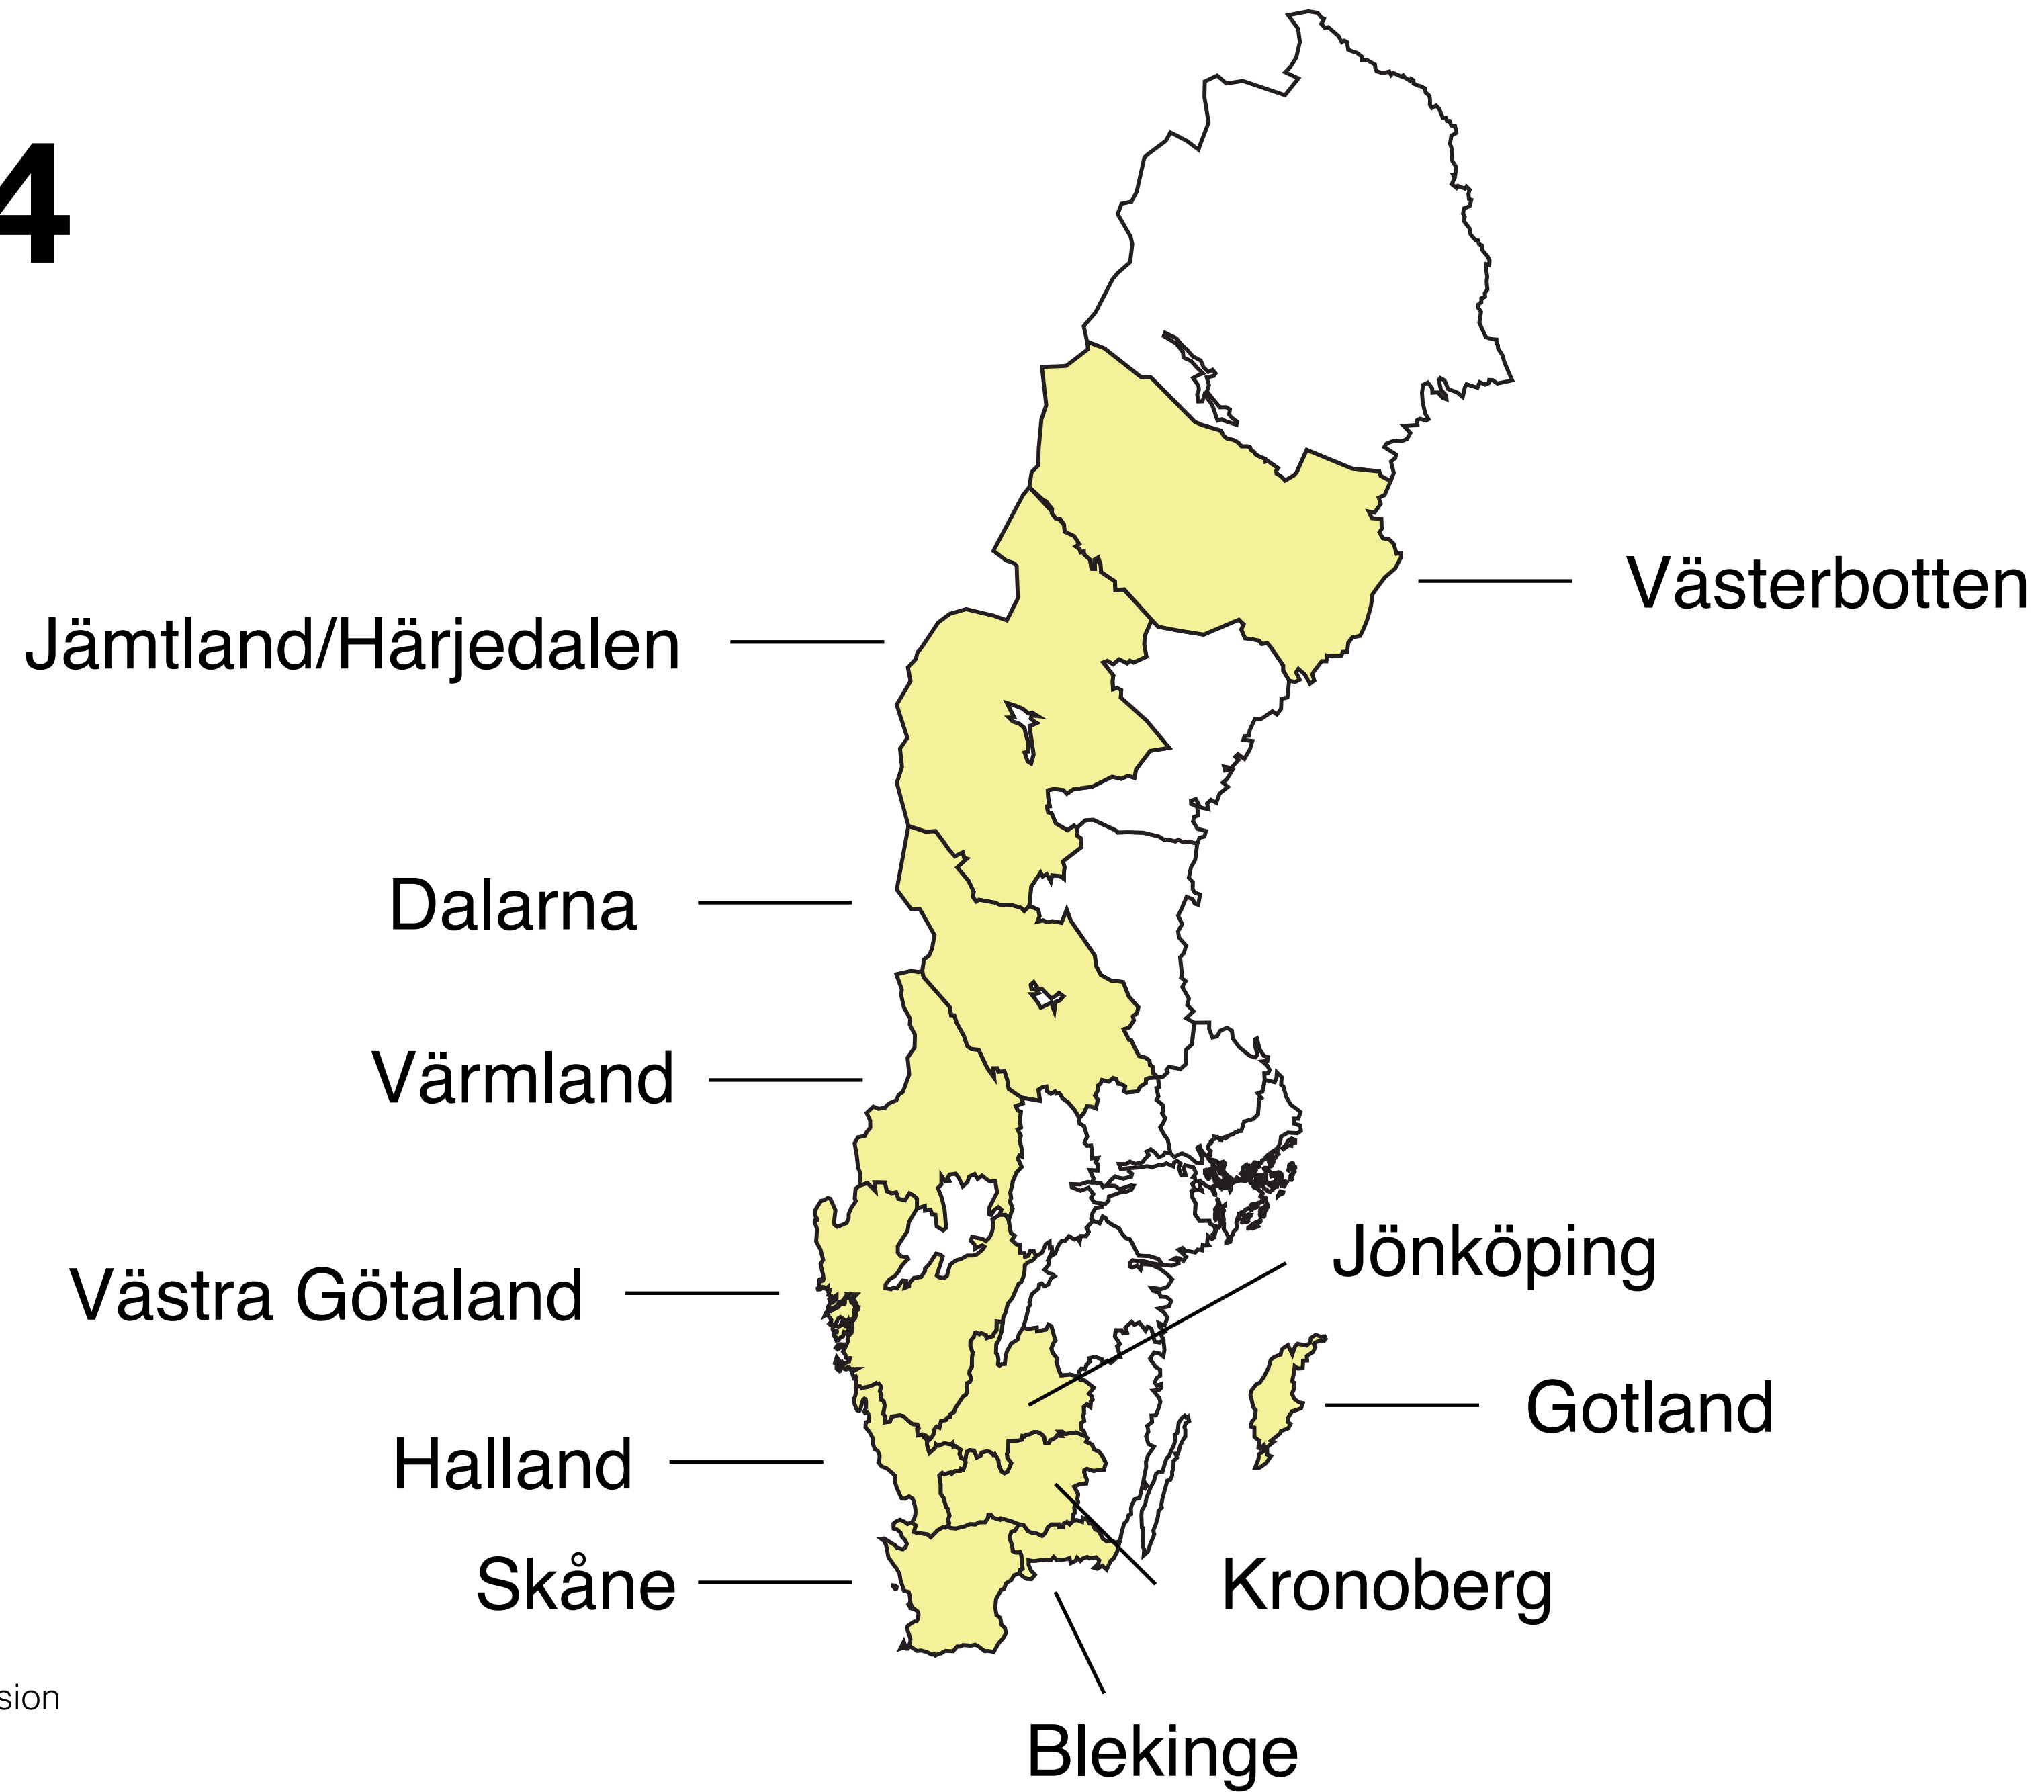 4
Västerbotten
Jämtland/Härjedalen
Dalarna
Värmland
Jönköping
Västra Götaland
Gotland
Halland
Skåne
Kronoberg
sion
Blekinge